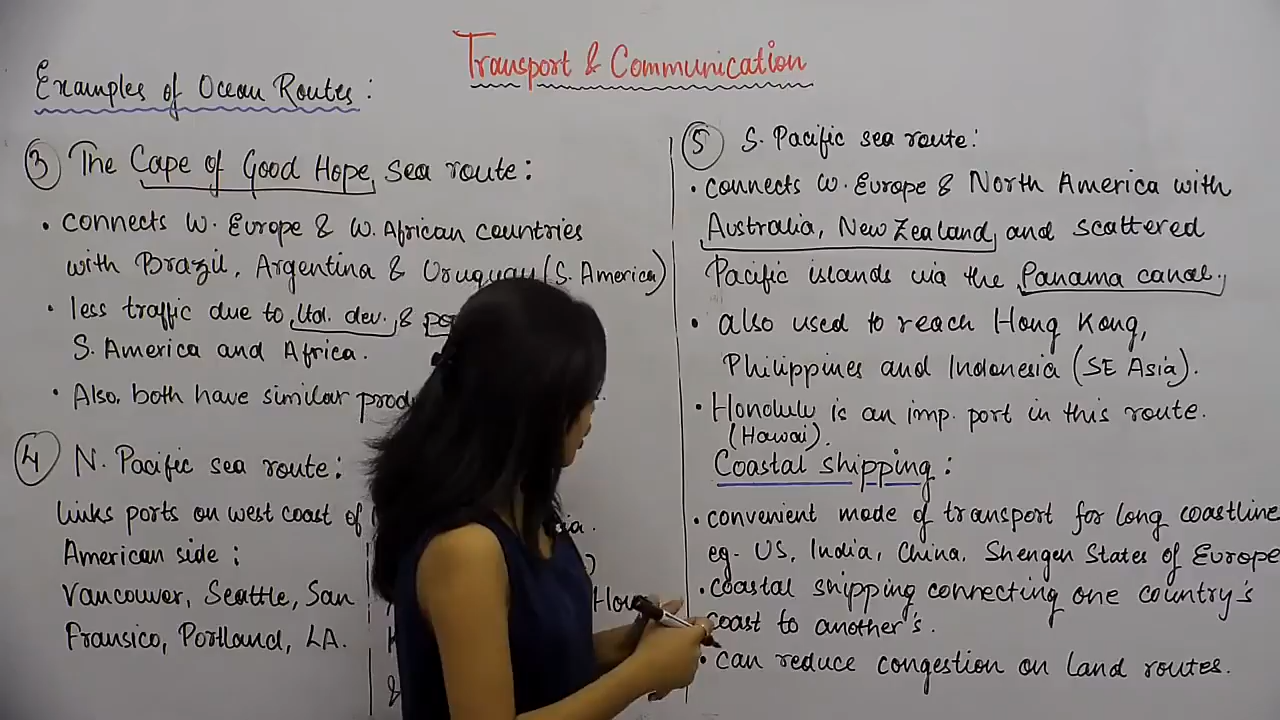 Transport & Communication
Examples of Ocean Routes:
3 The Cape of Good Hope sea route:
• connects W. Europe & W. African countries
with Brazil, Argentina & Uruguay (S. America)
• less traffic due to ltd. dev. &
S. America and Africa.
• Also, both have similar
4 N. Pacific sea route:
links ports on west coast of
American side:
Vancouver, Seattle, San
Fransico, Portland, LA.
&
5 S. Pacific sea route:
• connects W. Europe & North America with
Australia, New Zealand, and scattered
Pacific islands via the Panama canal.
• also used to reach Hong Kong,
Philippines and Indonesia (SE Asia).
• Honolulu is an imp. port in this route.
(Hawai).
Coastal shipping:
• convenient mode of transport for long coastline
eg- US, India, China, Shengen States of Europe
• coastal shipping connecting one country's
coast to another's.
• can reduce congestion on land routes.